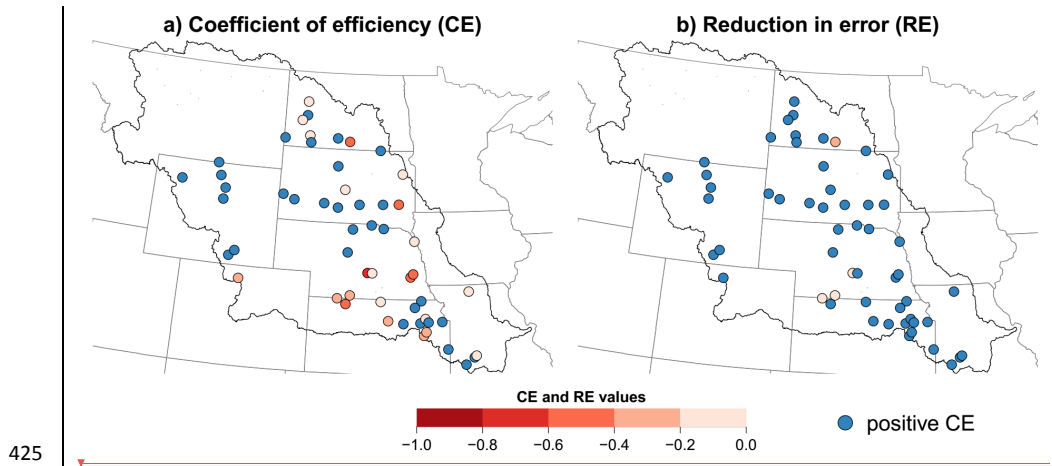 a) Coefficient of efficiency (CE)
b) Reduction in error (RE)
CE and RE values
−1.0 −0.8 −0.6 −0.4 −0.2 0.0
positive CE
425